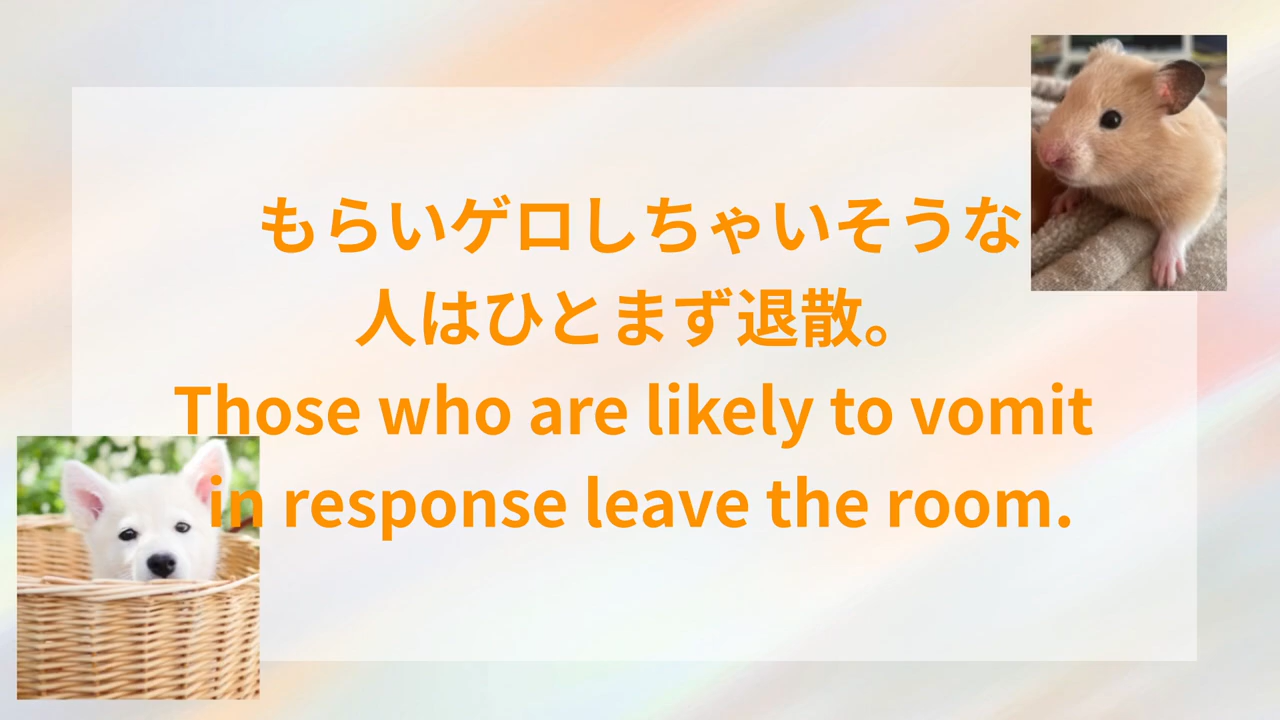 もらいゲロしちゃいそうな
人はひとまず退散。
Those who are likely to vomit
in response leave the room.